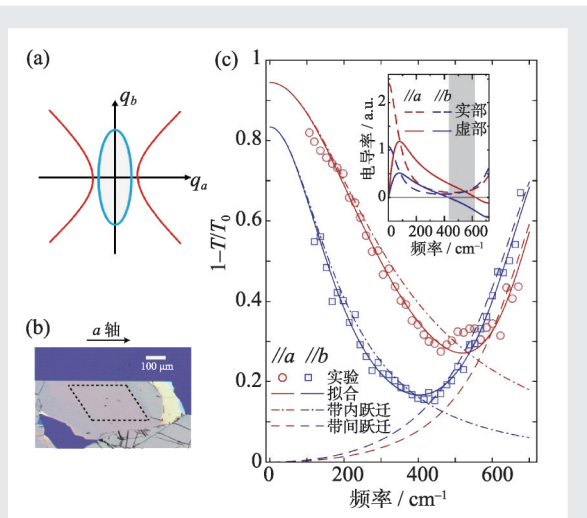 (a)
q_b
q_a
(b)
a 轴
100 μm
(c)
1−T/T₀
1
0.8
0.6
0.4
0.2
0
0
200
400
600
频率 / cm⁻¹
//a //b
实验
拟合
带内跃迁
带间跃迁
电导率 / a.u.
2
1
0
//a //b
实部
虚部
0 200 400 600
频率 / cm⁻¹